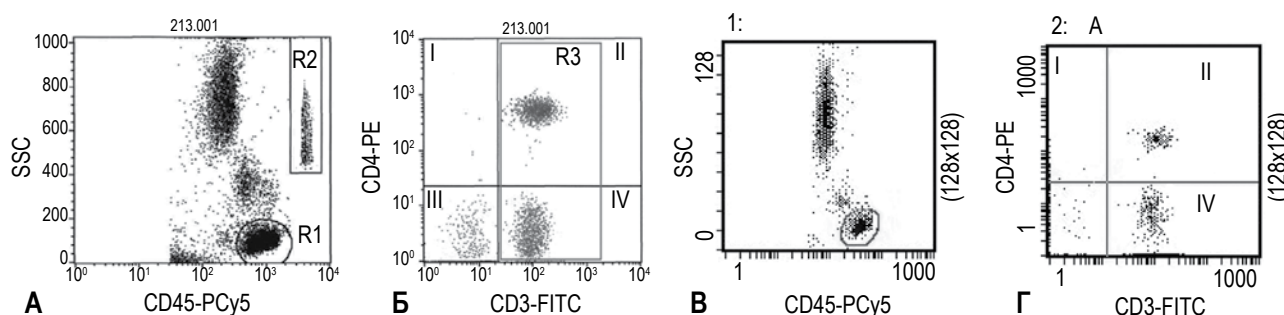 213.001
1000
800
600
400
200
0
SSC
R2
R1
10⁰ 10¹ 10² 10³ 10⁴
А
CD45-PCy5
213.001
10⁴
10³
10²
10¹
10⁰
CD4-PE
I R3 II
III IV
10⁰ 10¹ 10² 10³ 10⁴
Б
CD3-FITC
1:
128
0
SSC
(128x128)
1 1000
В
CD45-PCy5
2: A
1000
1
CD4-PE
I II
IV
(128x128)
1 1000
Г
CD3-FITC